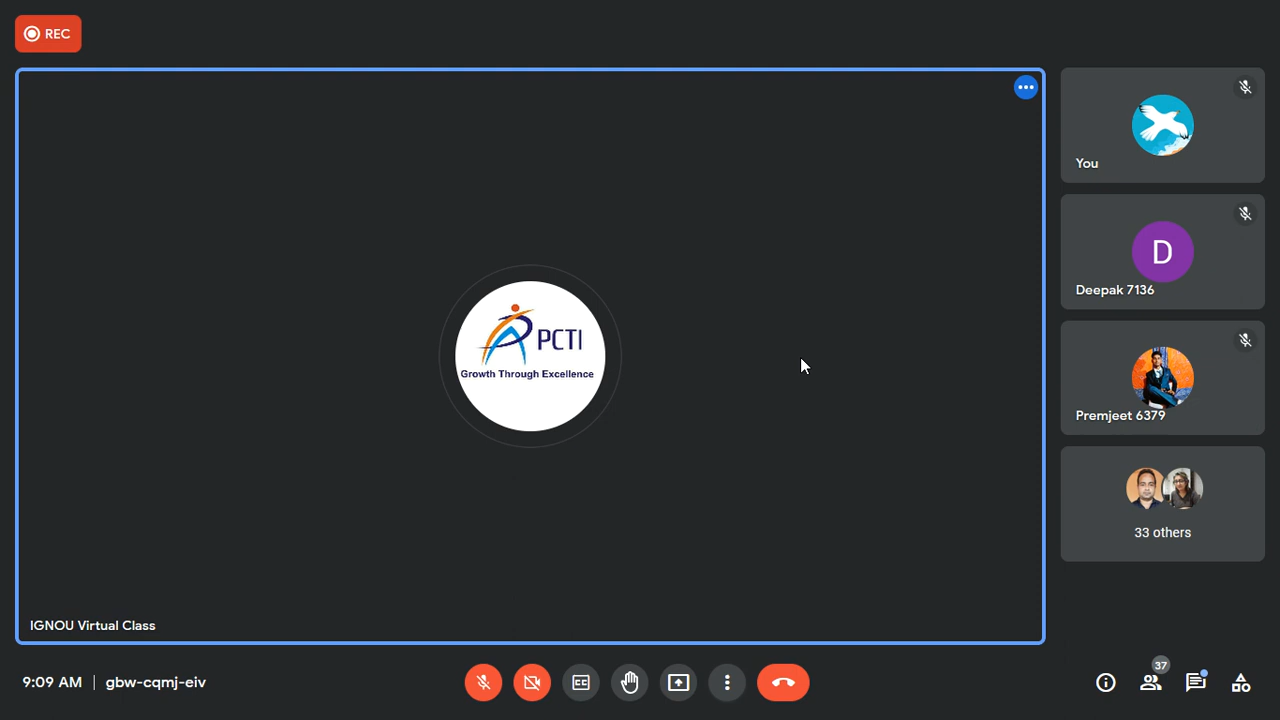 REC
You
D
Deepak 7136
PCTI
Growth Through Excellence
Premjeet 6379
33 others
IGNOU Virtual Class
9:09 AM | gbw-cqmj-eiv
CC
37